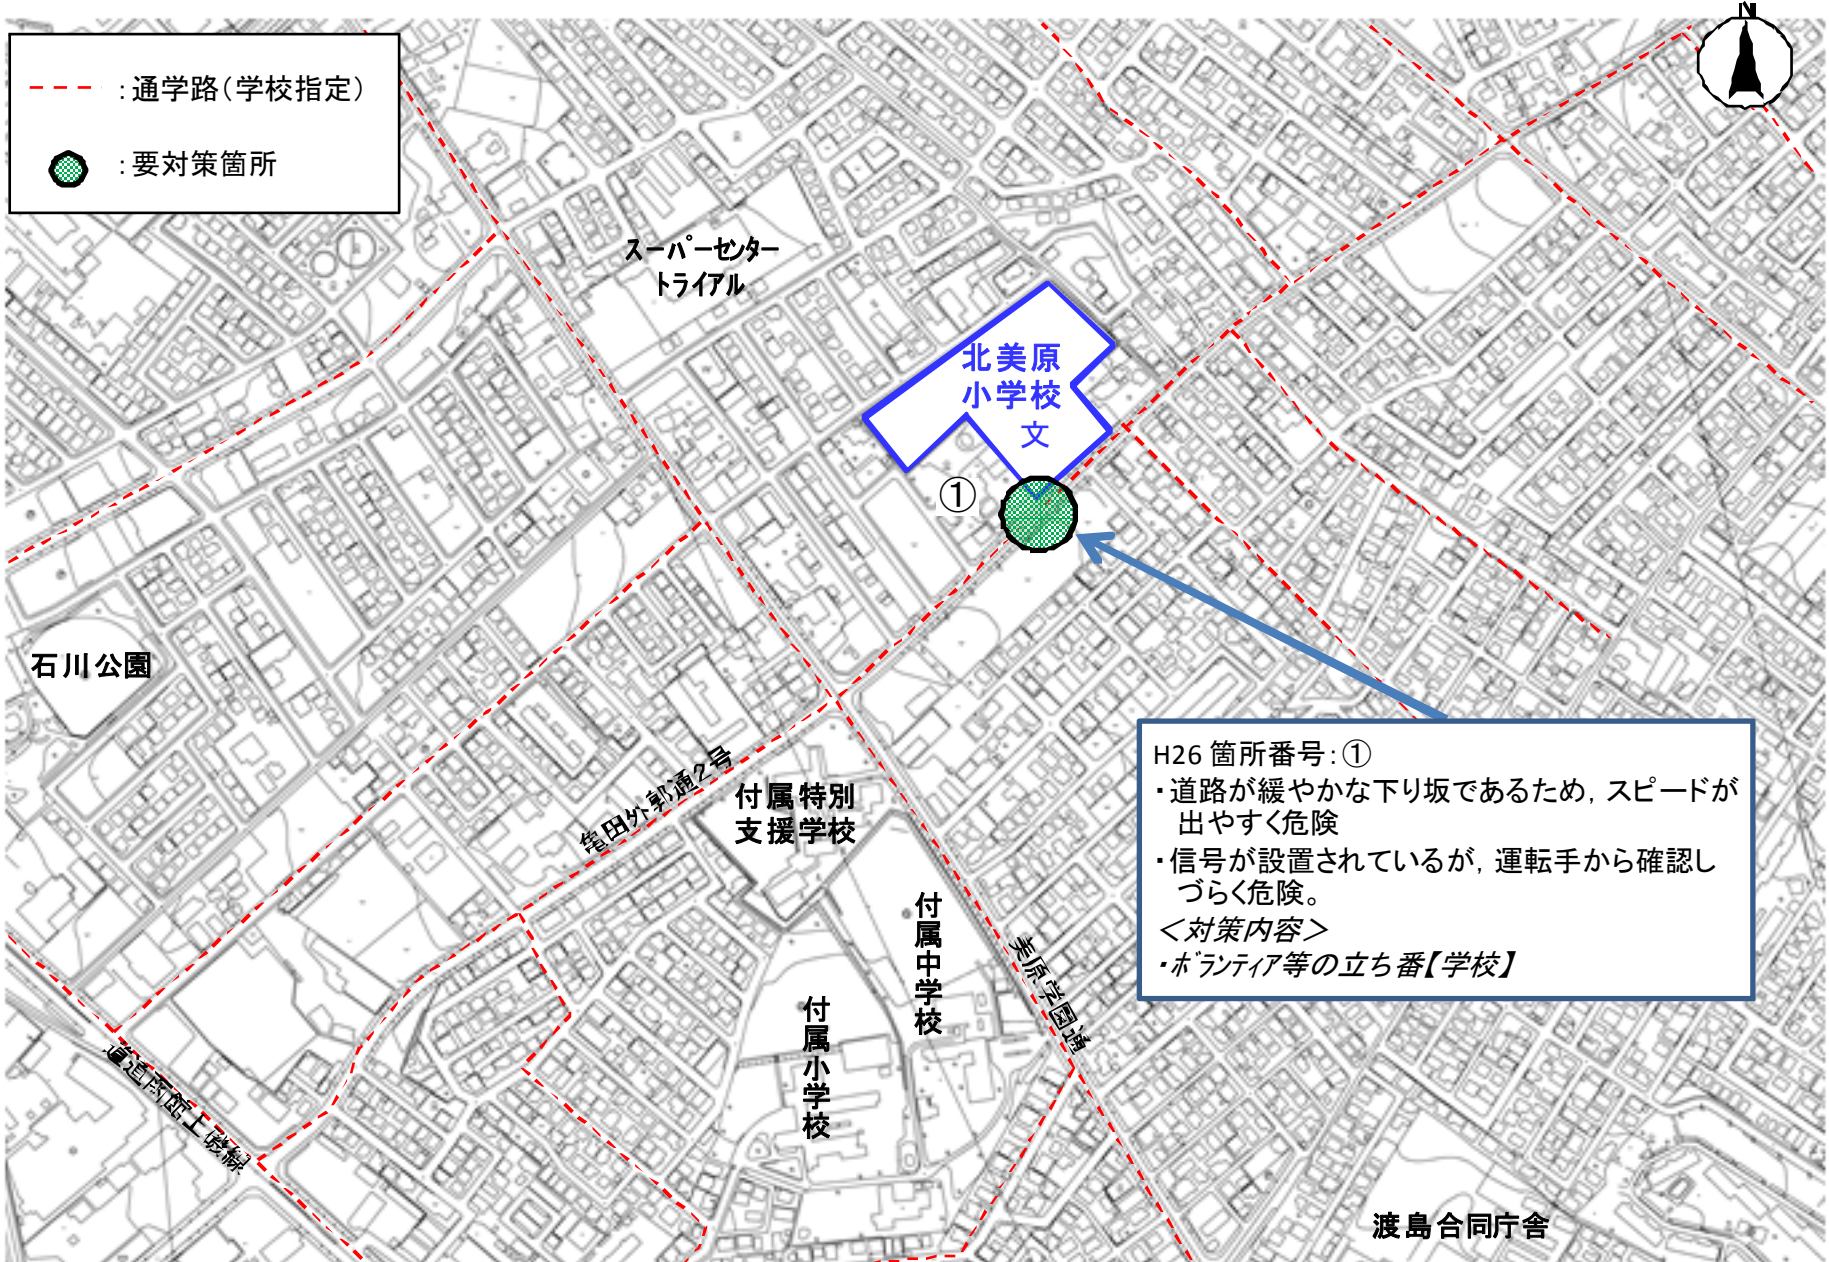 N
：通学路（学校指定）
：要対策箇所
スーパーセンター
トライアル
北美原
小学校
文
①
石川公園
亀田外郭通2号
付属特別
支援学校
付属中学校
付属小学校
美原学園通
道道函館上磯線
H26 箇所番号：①
・道路が緩やかな下り坂であるため，スピードが
出やすく危険
・信号が設置されているが，運転手から確認し
づらく危険。
＜対策内容＞
・ボランティア等の立ち番【学校】
渡島合同庁舎